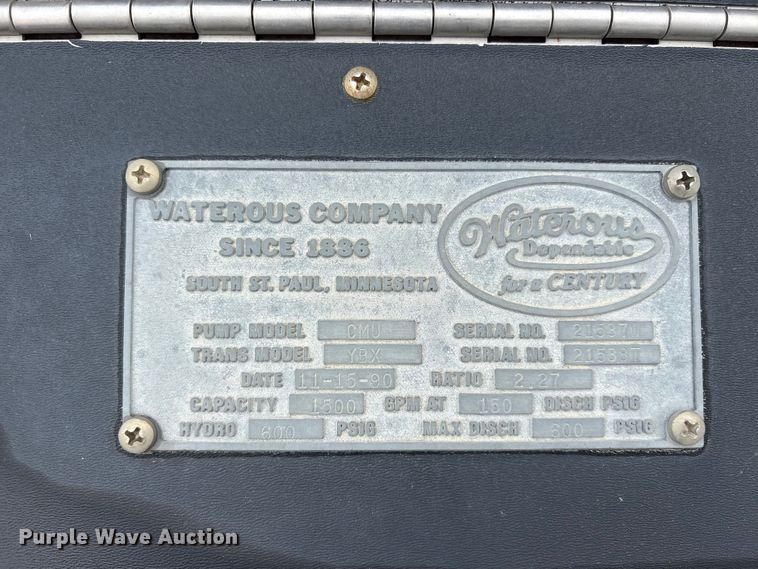 WATEROUS COMPANY
SINCE 1886
SOUTH ST. PAUL, MINNESOTA
Waterous
Dependable
for a CENTURY
PUMP MODEL CMU SERIAL NO.
TRANS MODEL YBX SERIAL NO.
DATE 11-15-90 RATIO 2.27
CAPACITY 1500 GPM AT 150 DISCH PSIG
HYDRO 600 PSIG MAX DISCH PSIG
Purple Wave Auction